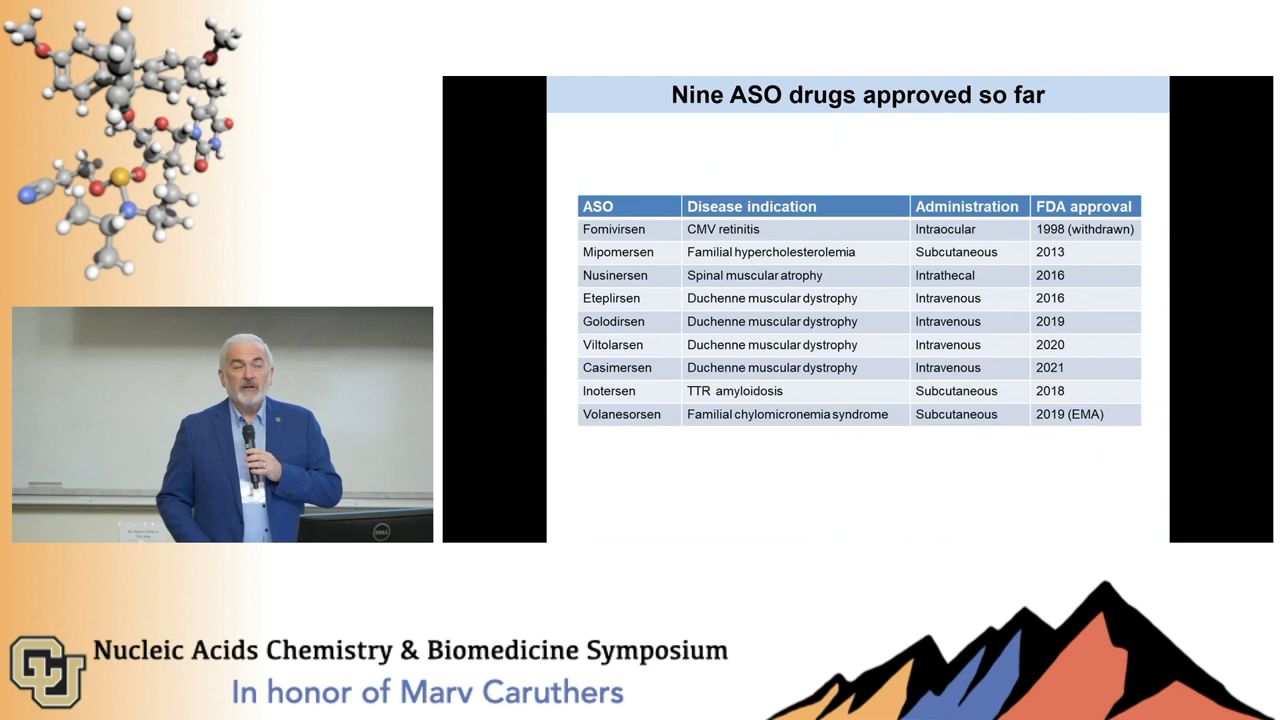 Nine ASO drugs approved so far
ASO Disease indication Administration FDA approval
Fomivirsen CMV retinitis Intraocular 1998 (withdrawn)
Mipomersen Familial hypercholesterolemia Subcutaneous 2013
Nusinersen Spinal muscular atrophy Intrathecal 2016
Eteplirsen Duchenne muscular dystrophy Intravenous 2016
Golodirsen Duchenne muscular dystrophy Intravenous 2019
Viltolarsen Duchenne muscular dystrophy Intravenous 2020
Casimersen Duchenne muscular dystrophy Intravenous 2021
Inotersen TTR amyloidosis Subcutaneous 2018
Volanesorsen Familial chylomicronemia syndrome Subcutaneous 2019 (EMA)
DELL
CU
Nucleic Acids Chemistry & Biomedicine Symposium
In honor of Marv Caruthers